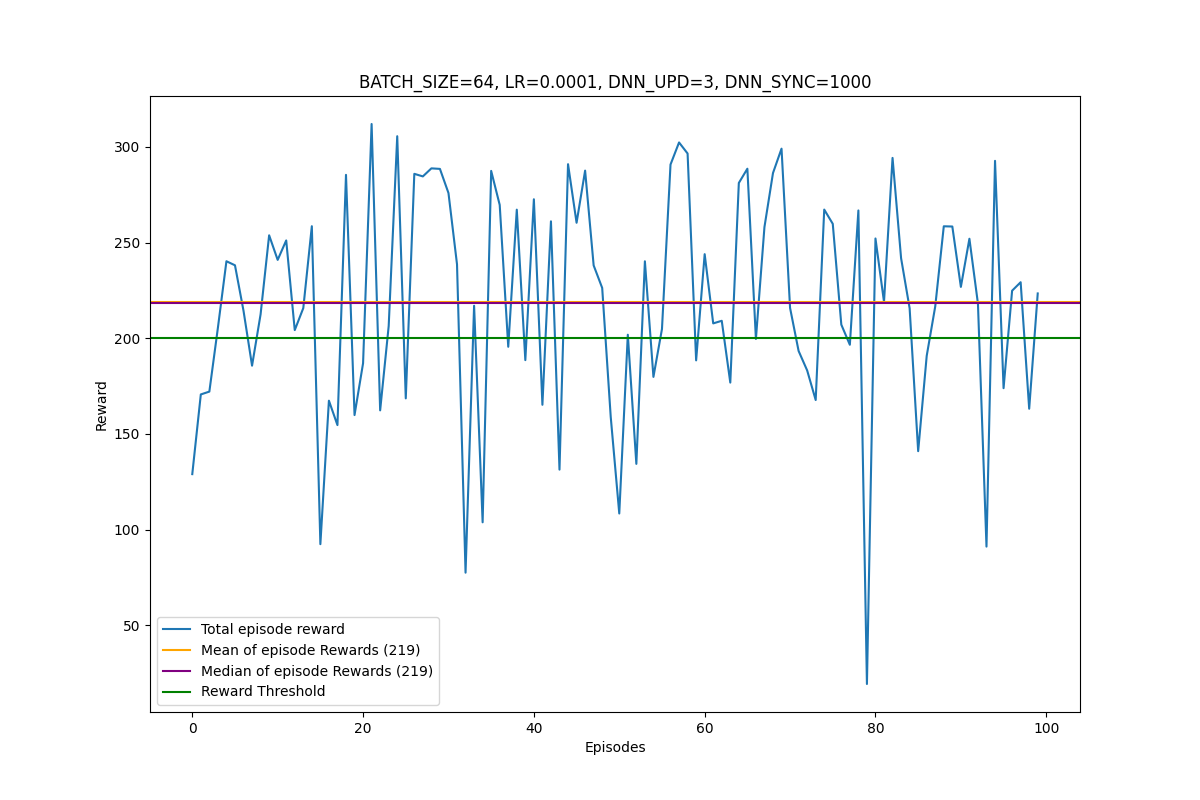 BATCH_SIZE=64, LR=0.0001, DNN_UPD=3, DNN_SYNC=1000
300
250
200
150
100
50
Reward
Total episode reward
Mean of episode Rewards (219)
Median of episode Rewards (219)
Reward Threshold
0 20 40 60 80 100
Episodes